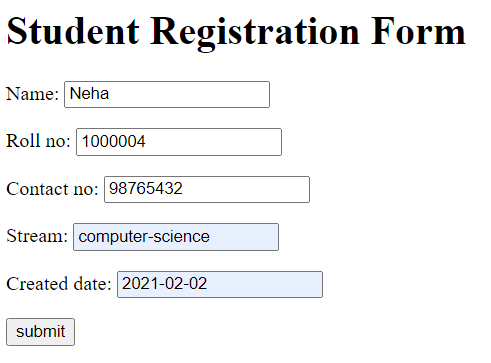 Student Registration Form
Name: Neha
Roll no: 1000004
Contact no: 98765432
Stream: computer-science
Created date: 2021-02-02
submit